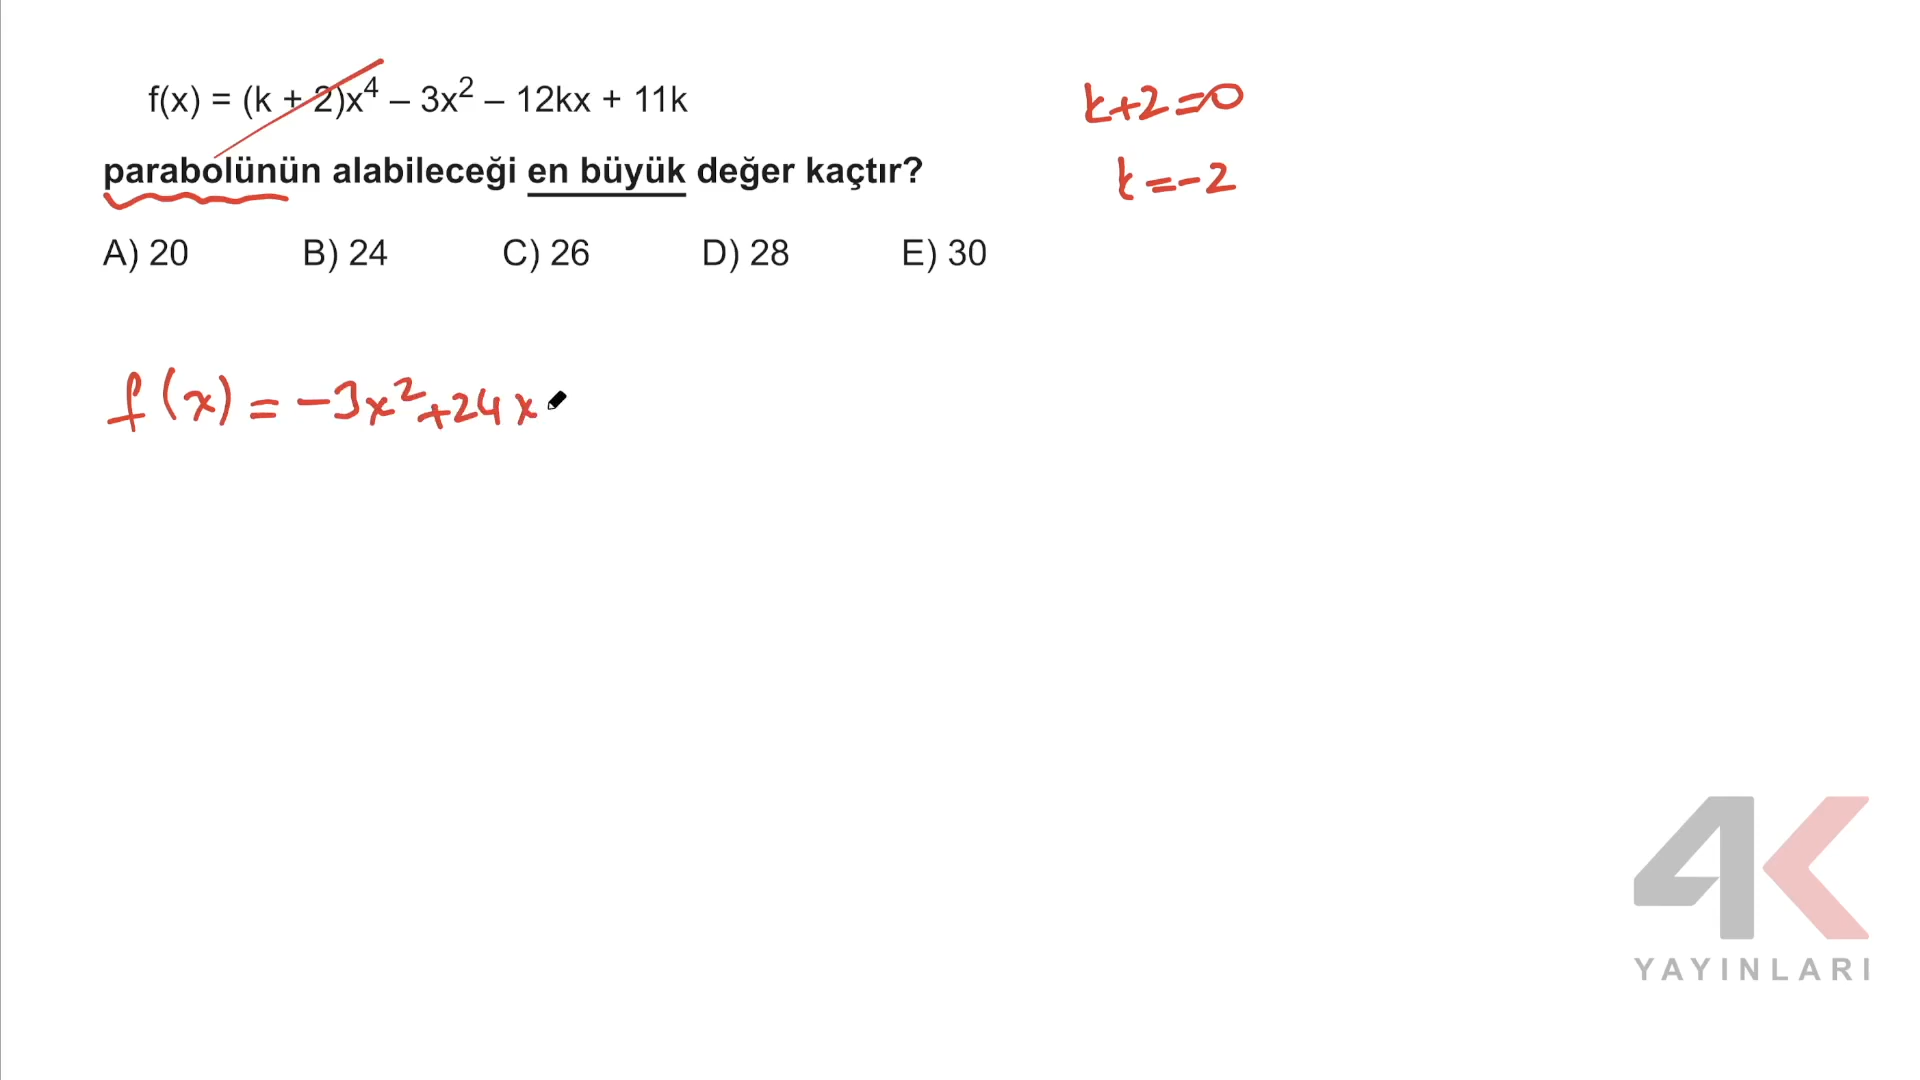 f(x) = (k + 2)x⁴ – 3x² – 12kx + 11k
parabolünün alabileceği en büyük değer kaçtır?
A) 20 B) 24 C) 26 D) 28 E) 30
k+2=0
k=-2
f(x) = -3x²+24x
4K
YAYINLARI